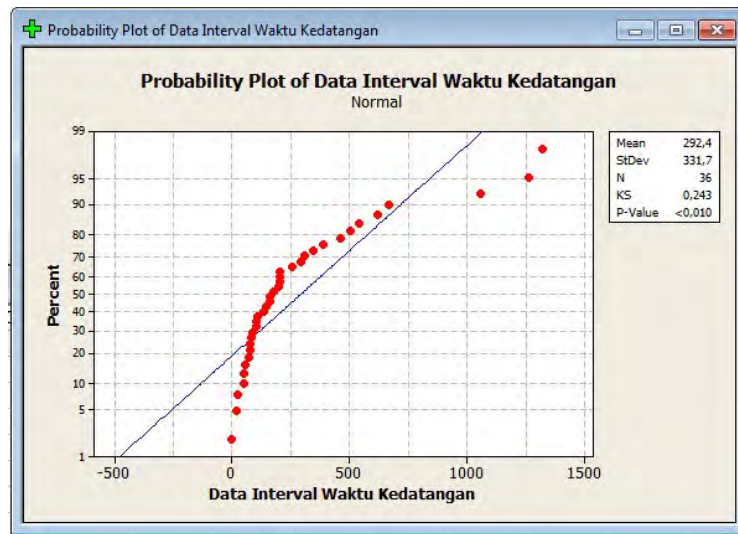 Probability Plot of Data Interval Waktu Kedatangan
Probability Plot of Data Interval Waktu Kedatangan
Normal
99
95
90
80
70
60
50
40
30
20
10
5
1
Percent
-500 0 500 1000 1500
Data Interval Waktu Kedatangan
Mean 292,4
StDev 331,7
N 36
KS 0,243
P-Value <0,010